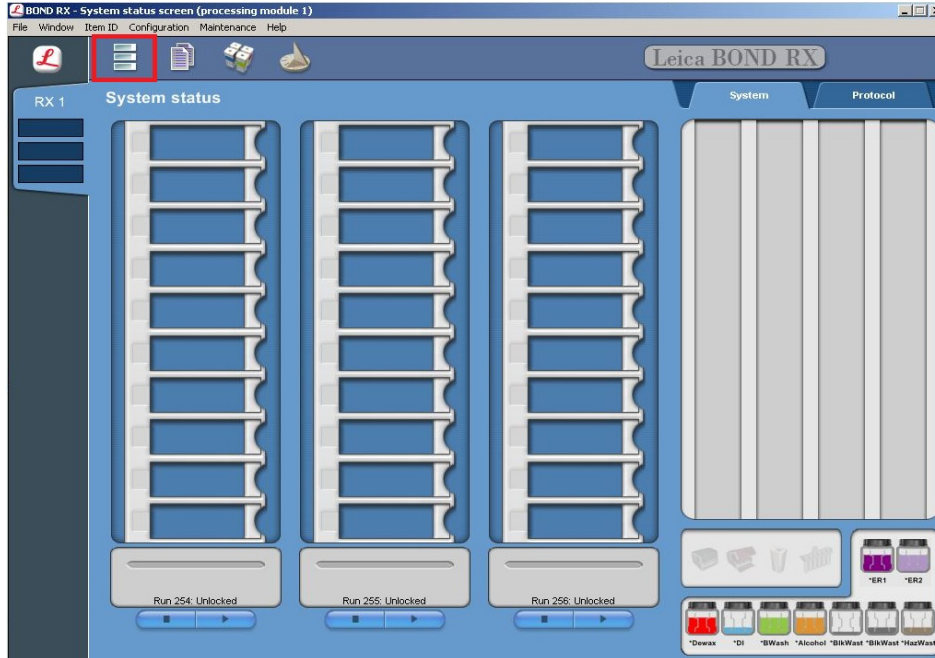 BOND RX - System status screen (processing module 1)
File Window Item ID Configuration Maintenance Help
Leica BOND RX
RX 1
System status
System
Protocol
Run 254: Unlocked
Run 255: Unlocked
Run 256: Unlocked
*ER1
*ER2
*Dewax
*DI
*BWash
*Alcohol
*BlkWast
*BlkWast
*HazWast